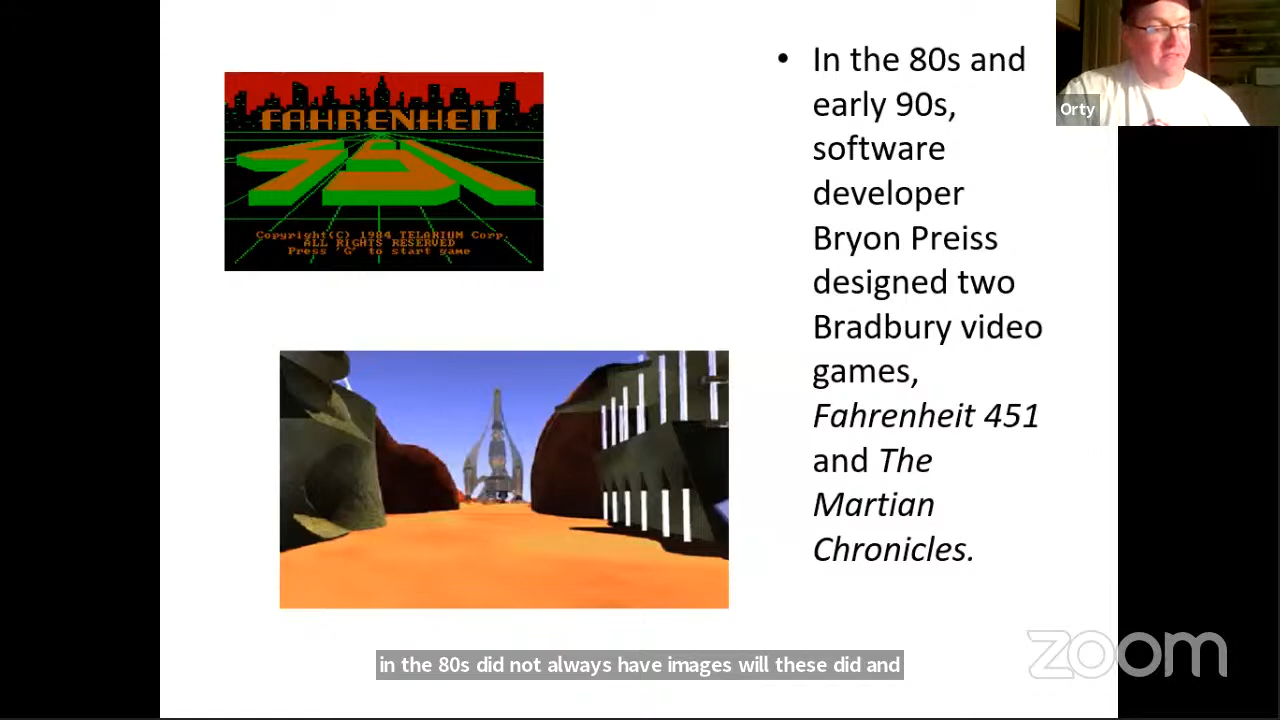 FAHRENHEIT
451
Copyright(C) 1984 TELARIUM Corp.
ALL RIGHTS RESERVED
Press 'G' to start game
• In the 80s and
early 90s,
software
developer
Bryon Preiss
designed two
Bradbury video
games,
Fahrenheit 451
and The
Martian
Chronicles.
Orty
in the 80s did not always have images will these did and
zoom